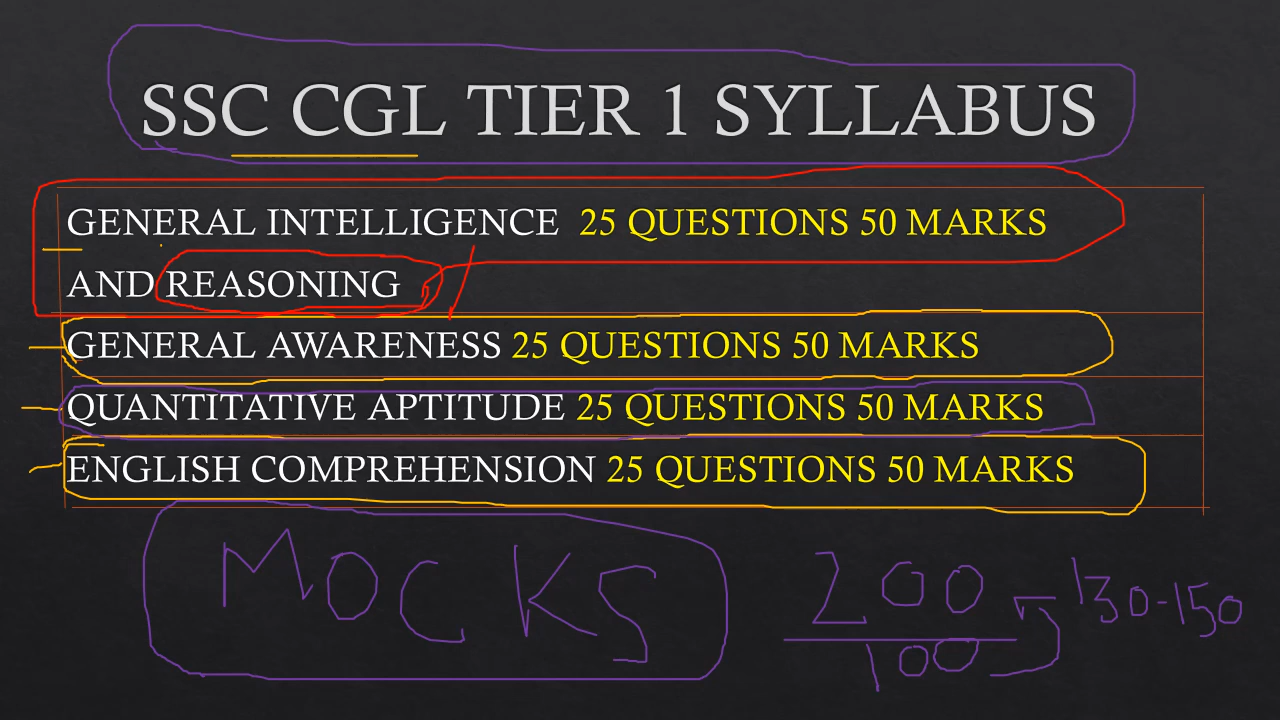 SSC CGL TIER 1 SYLLABUS
GENERAL INTELLIGENCE 25 QUESTIONS 50 MARKS
AND REASONING
GENERAL AWARENESS 25 QUESTIONS 50 MARKS
QUANTITATIVE APTITUDE 25 QUESTIONS 50 MARKS
ENGLISH COMPREHENSION 25 QUESTIONS 50 MARKS
MOCKS 200 130-150
100